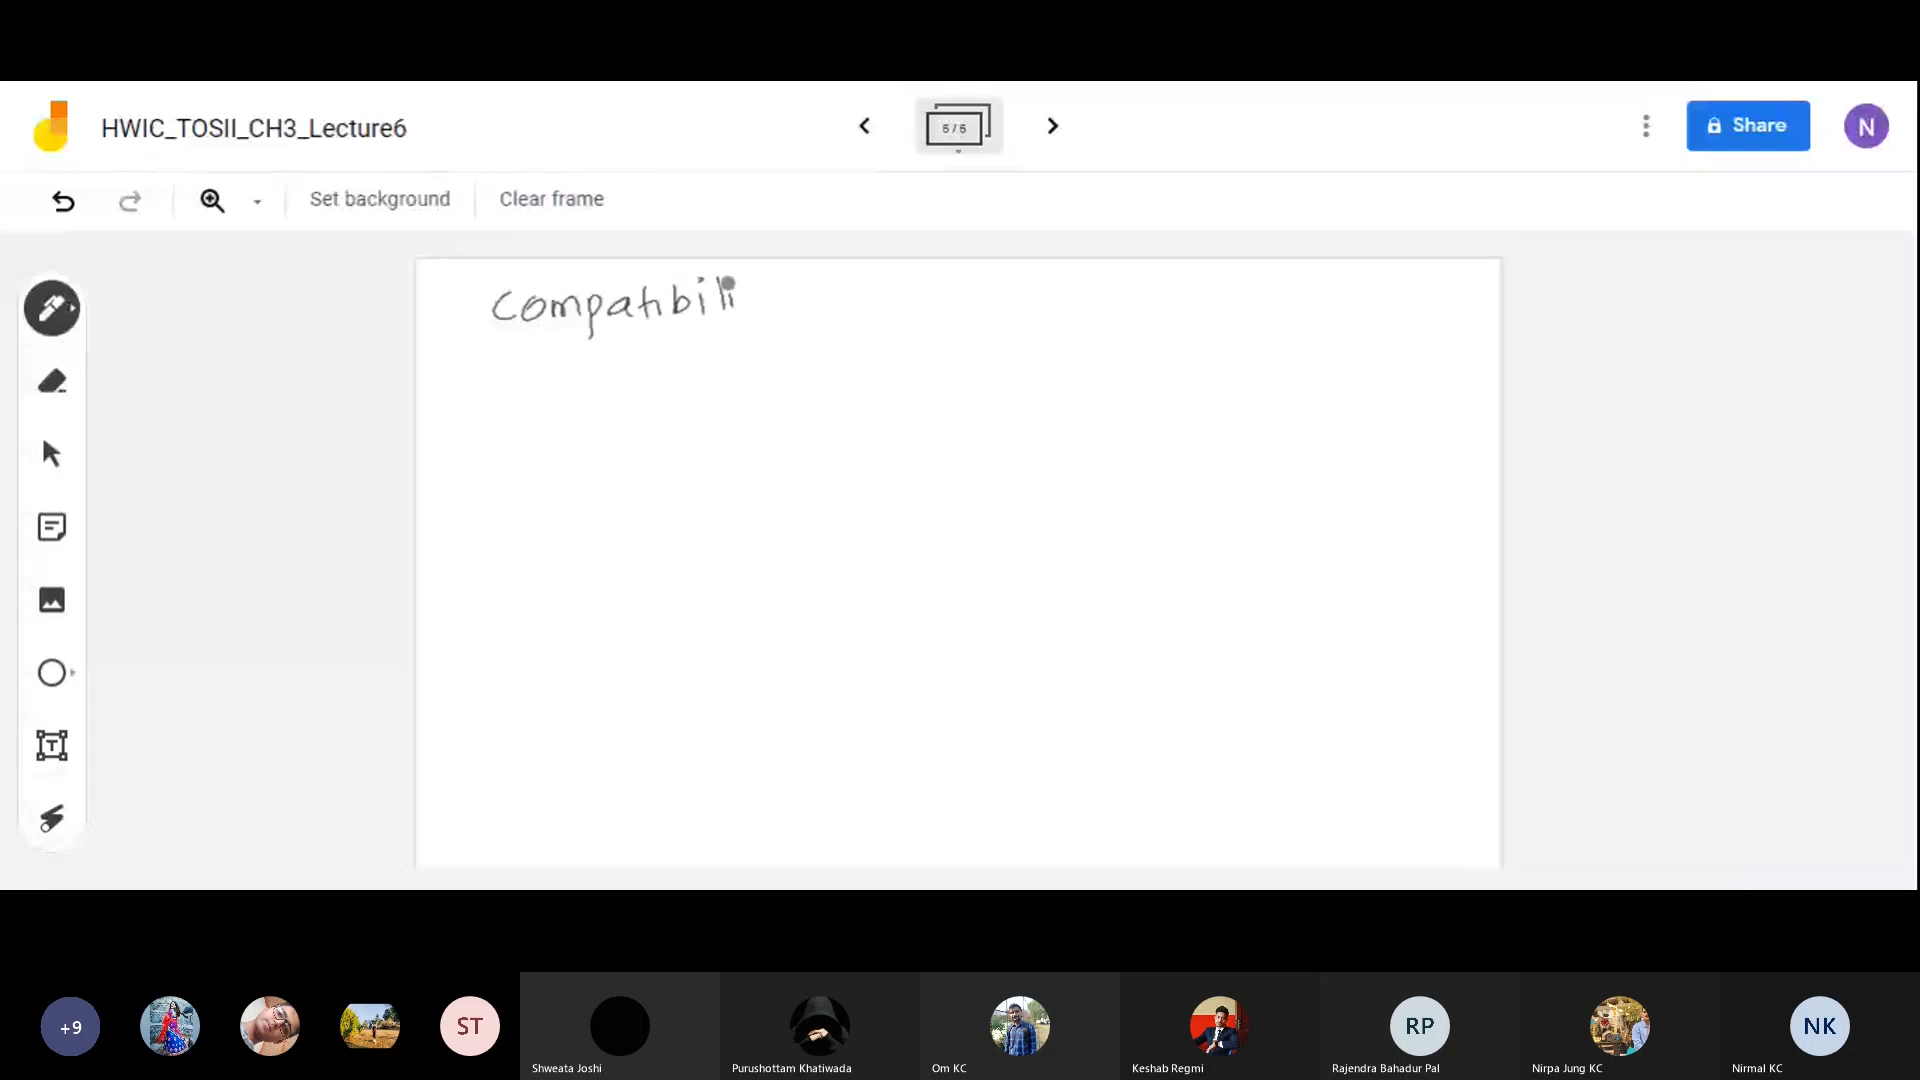 HWIC_TOSII_CH3_Lecture6
5 / 5
Share
N
Set background
Clear frame
Compatibili
+9
ST
Shweata Joshi
Purushottam Khatiwada
Om KC
Keshab Regmi
RP
Rajendra Bahadur Pal
Nirpa Jung KC
NK
Nirmal KC